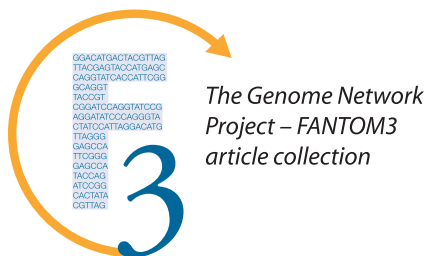 GGACATGACTACGTTAG
TTACGAGTACCATGAGC
CAGGTATCACCATTCGG
GCAGGT
TACCGT
CGGATCCAGGTATCCG
AGGATATCCCAGGGTA
CTATCCATTAGGACATG
TTAGGG
GAGCCA
TTCGGG
GAGCCA
TACCAG
ATCCGG
CACTATA
CGTTAG
3
The Genome Network
Project – FANTOM3
article collection